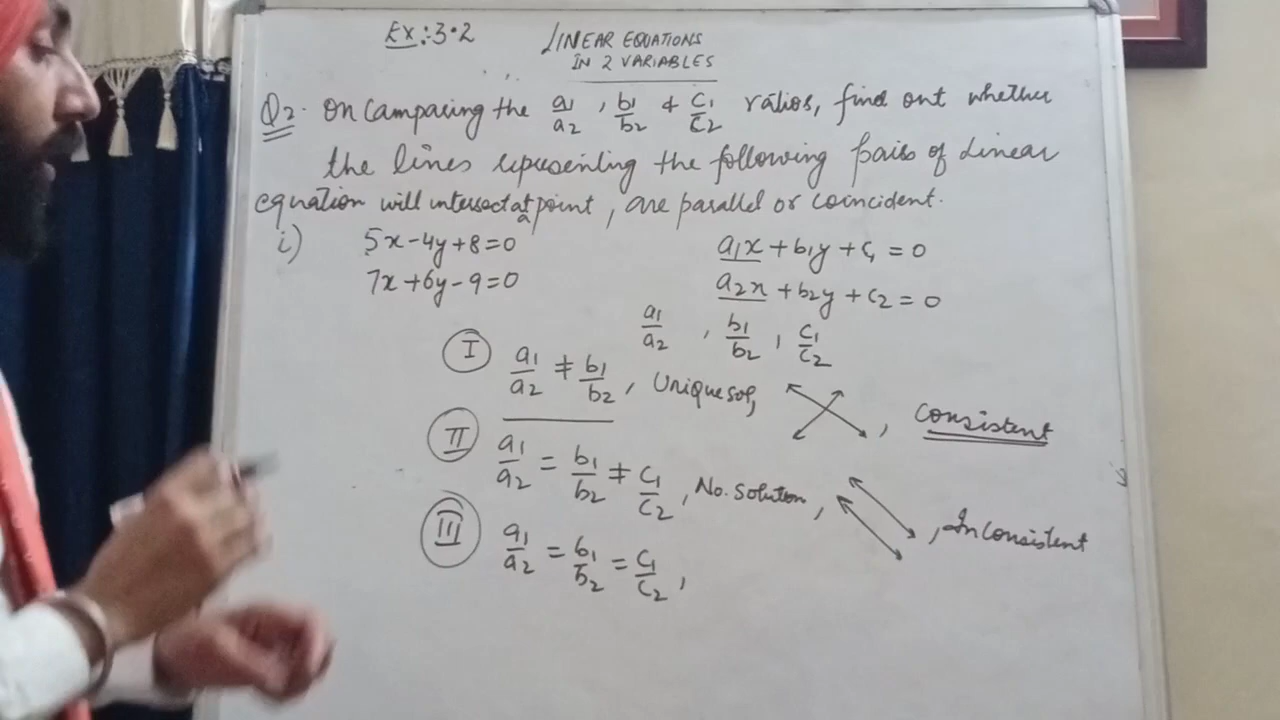 Ex:3.2
LINEAR EQUATIONS
IN 2 VARIABLES
Q2. On Comparing the a1/a2 , b1/b2 & c1/c2 ratios, find out whether
the lines representing the following pairs of Linear
equation will intersect at a point, are parallel or coincident.
i) 5x-4y+8=0
7x+6y-9=0
a1x + b1y + c1 = 0
a2x + b2y + c2 = 0
a1/a2 , b1/b2 , c1/c2
I a1/a2 ≠ b1/b2 , Unique sol, , Consistent
II a1/a2 = b1/b2 ≠ c1/c2 , No. Solution , , Inconsistent
III a1/a2 = b1/b2 = c1/c2 ,